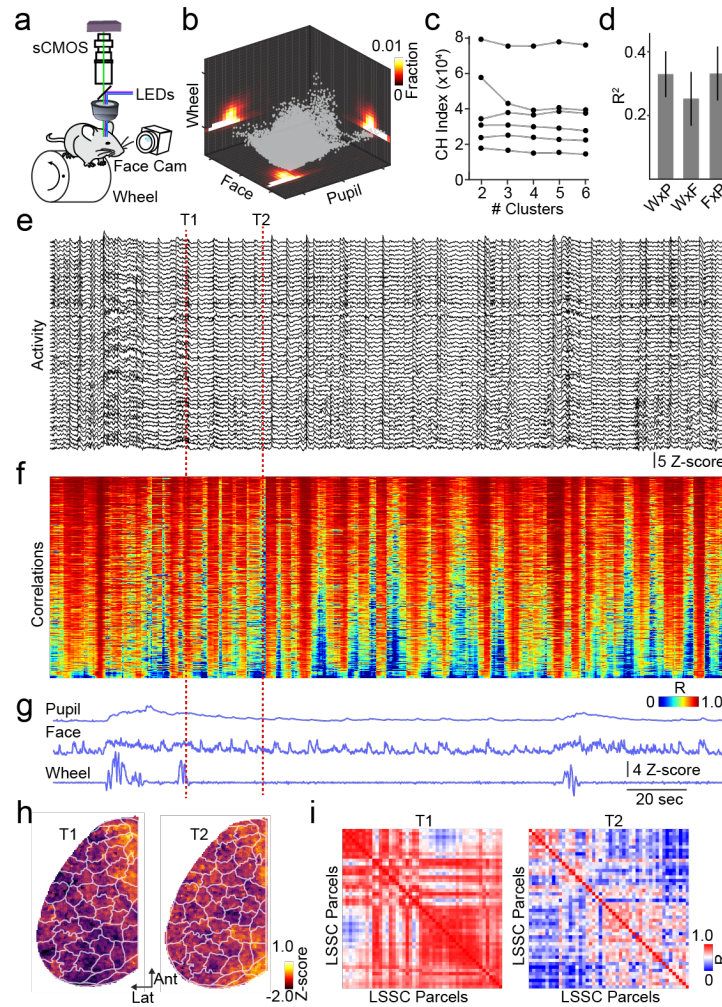 a
sCMOS
LEDs
Face Cam
Wheel
b
0.01
0
Fraction
Wheel
Face
Pupil
c
8
6
4
2
0
CH Index (x10⁴)
2 3 4 5 6
# Clusters
d
0.4
0.2
R²
WxP
WxF
FxP
e
T1
T2
Activity
5 Z-score
f
Correlations
R
0 1.0
g
Pupil
Face
Wheel
4 Z-score
20 sec
h
T1
T2
Ant
Lat
1.0
-2.0
Z-score
i
T1
T2
LSSC Parcels
LSSC Parcels
LSSC Parcels
LSSC Parcels
1.0
0
R